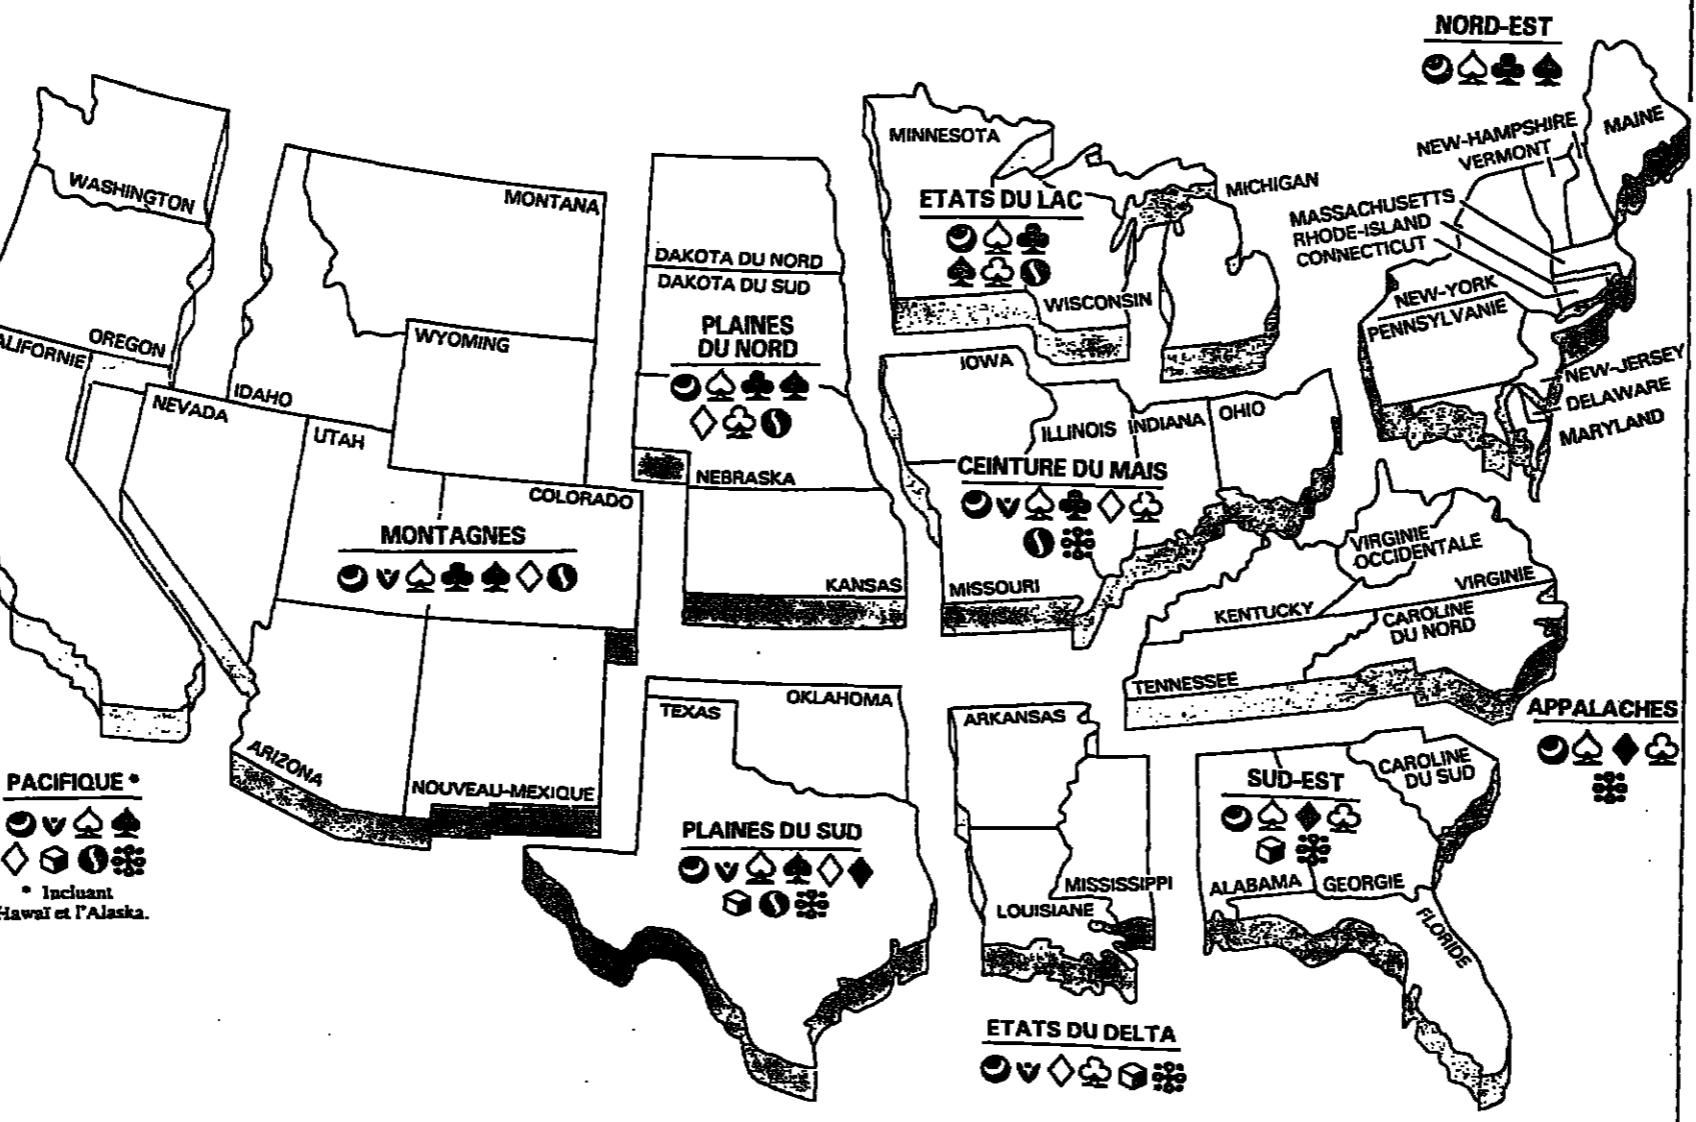 NORD-EST
WASHINGTON
OREGON
ALIFORNIE
NEVADA
IDAHO
MONTANA
WYOMING
UTAH
COLORADO
MONTAGNES
ARIZONA
NOUVEAU-MEXIQUE
PACIFIQUE *
* Incluant
Hawaï et l'Alaska.
DAKOTA DU NORD
DAKOTA DU SUD
PLAINES
DU NORD
NEBRASKA
KANSAS
OKLAHOMA
TEXAS
PLAINES DU SUD
MINNESOTA
ETATS DU LAC
MICHIGAN
WISCONSIN
IOWA
ILLINOIS
INDIANA
OHIO
CEINTURE DU MAIS
MISSOURI
ARKANSAS
MISSISSIPPI
LOUISIANE
ETATS DU DELTA
MAINE
NEW-HAMPSHIRE
VERMONT
MASSACHUSETTS
RHODE-ISLAND
CONNECTICUT
NEW-YORK
PENNSYLVANIE
NEW-JERSEY
DELAWARE
MARYLAND
VIRGINIE
OCCIDENTALE
VIRGINIE
KENTUCKY
CAROLINE
DU NORD
TENNESSEE
APPALACHES
CAROLINE
DU SUD
SUD-EST
ALABAMA
GEORGIE
FLORIDE